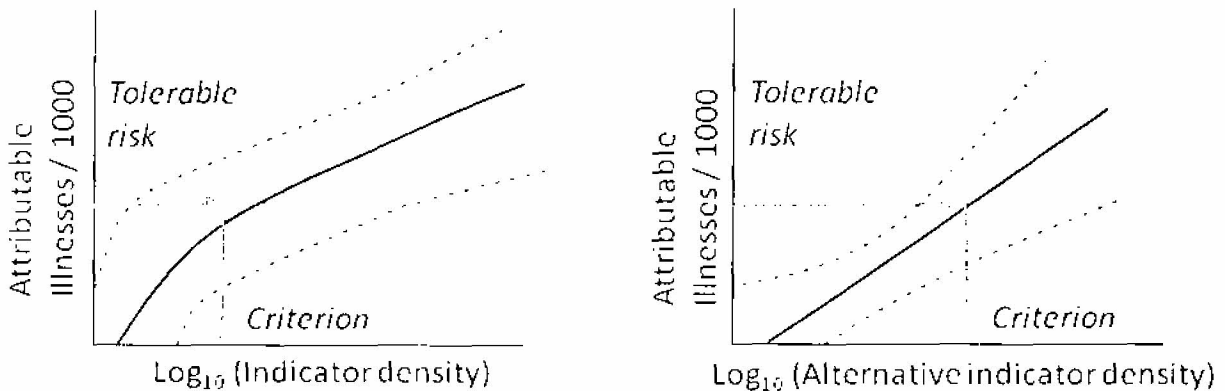 Attributable
Illnesses / 1000
Tolerable
risk
Criterion
Log₁₀ (Indicator density)
Attributable
Illnesses / 1000
Tolerable
risk
Criterion
Log₁₀ (Alternative indicator density)